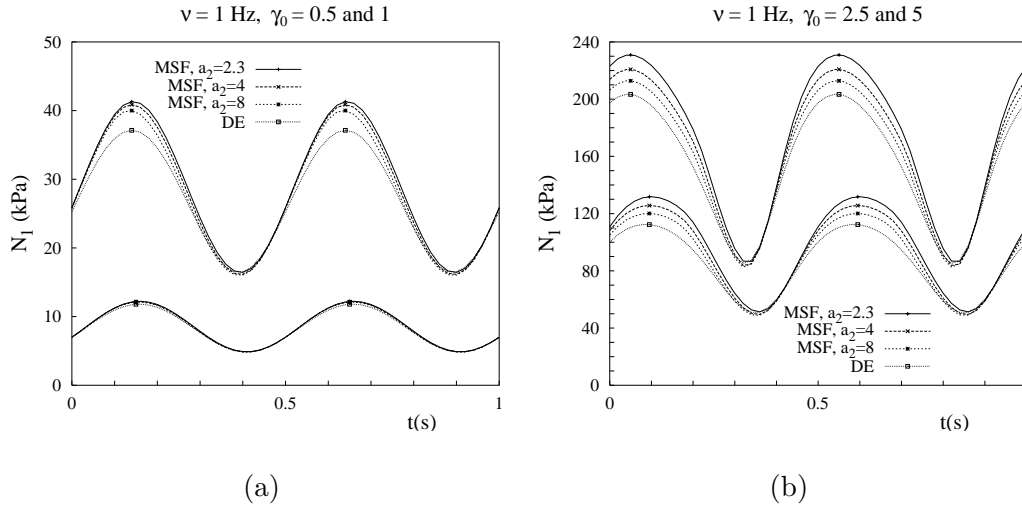 ν = 1 Hz, γ0 = 0.5 and 1
50
40
30
20
10
0
N1 (kPa)
MSF, a2=2.3
MSF, a2=4
MSF, a2=8
DE
0
0.5
1
t(s)
(a)
ν = 1 Hz, γ0 = 2.5 and 5
240
200
160
120
80
40
0
N1 (kPa)
MSF, a2=2.3
MSF, a2=4
MSF, a2=8
DE
0
0.5
t(s)
(b)